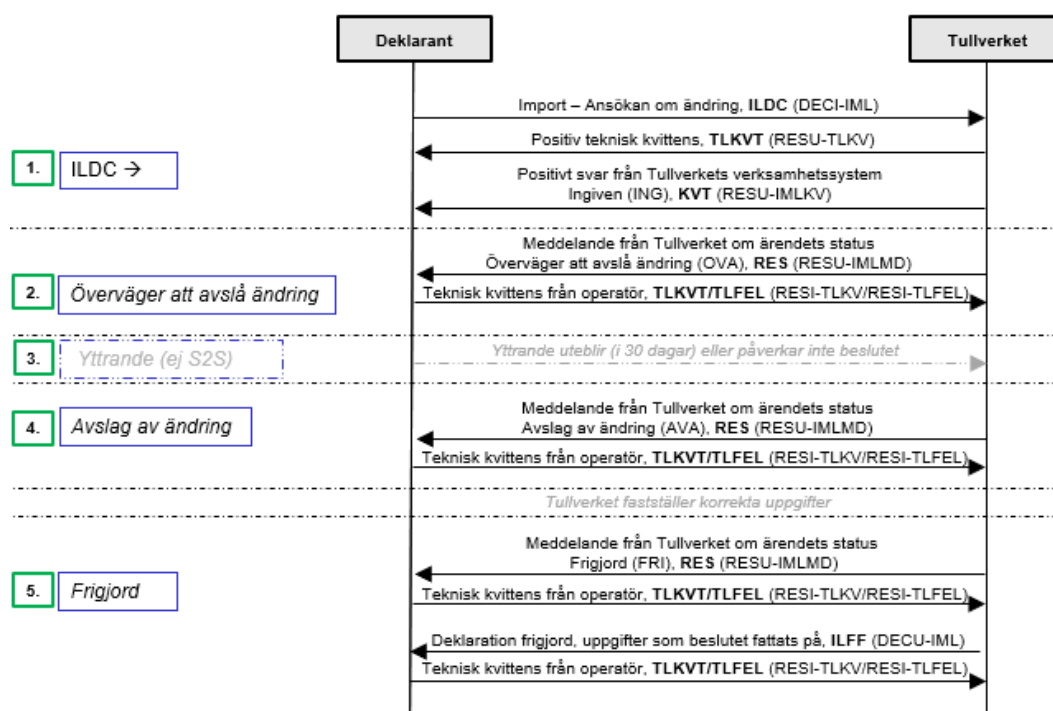 Deklarant
Tullverket
Import – Ansökan om ändring, ILDC (DECI-IML)
Positiv teknisk kvittens, TLKVT (RESU-TLKV)
1.
ILDC →
Positivt svar från Tullverkets verksamhetssystem
Ingiven (ING), KVT (RESU-IMLKV)
Meddelande från Tullverket om ärendets status
Överväger att avslå ändring (OVA), RES (RESU-IMLMD)
2.
Överväger att avslå ändring
Teknisk kvittens från operatör, TLKVT/TLFEL (RESI-TLKV/RESI-TLFEL)
3.
Yttrande (ej S2S)
Yttrande uteblir (i 30 dagar) eller påverkar inte beslutet
Meddelande från Tullverket om ärendets status
4.
Avslag av ändring
Avslag av ändring (AVA), RES (RESU-IMLMD)
Teknisk kvittens från operatör, TLKVT/TLFEL (RESI-TLKV/RESI-TLFEL)
Tullverket fastställer korrekta uppgifter
Meddelande från Tullverket om ärendets status
Frigjord (FRI), RES (RESU-IMLMD)
5.
Frigjord
Teknisk kvittens från operatör, TLKVT/TLFEL (RESI-TLKV/RESI-TLFEL)
Deklaration frigjord, uppgifter som beslutet fattats på, ILFF (DECU-IML)
Teknisk kvittens från operatör, TLKVT/TLFEL (RESI-TLKV/RESI-TLFEL)